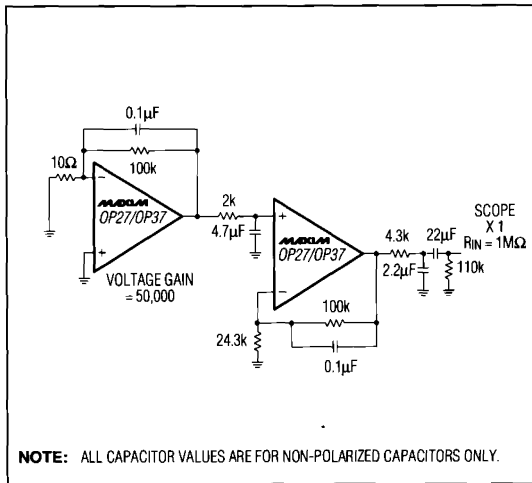 0.1µF
100k
10Ω
−
+
MAXIM
OP27/OP37
VOLTAGE GAIN
= 50,000
2k
4.7µF
+
−
MAXIM
OP27/OP37
4.3k
22µF
2.2µF
110k
SCOPE
X 1
RIN = 1MΩ
24.3k
100k
0.1µF
NOTE: ALL CAPACITOR VALUES ARE FOR NON-POLARIZED CAPACITORS ONLY.